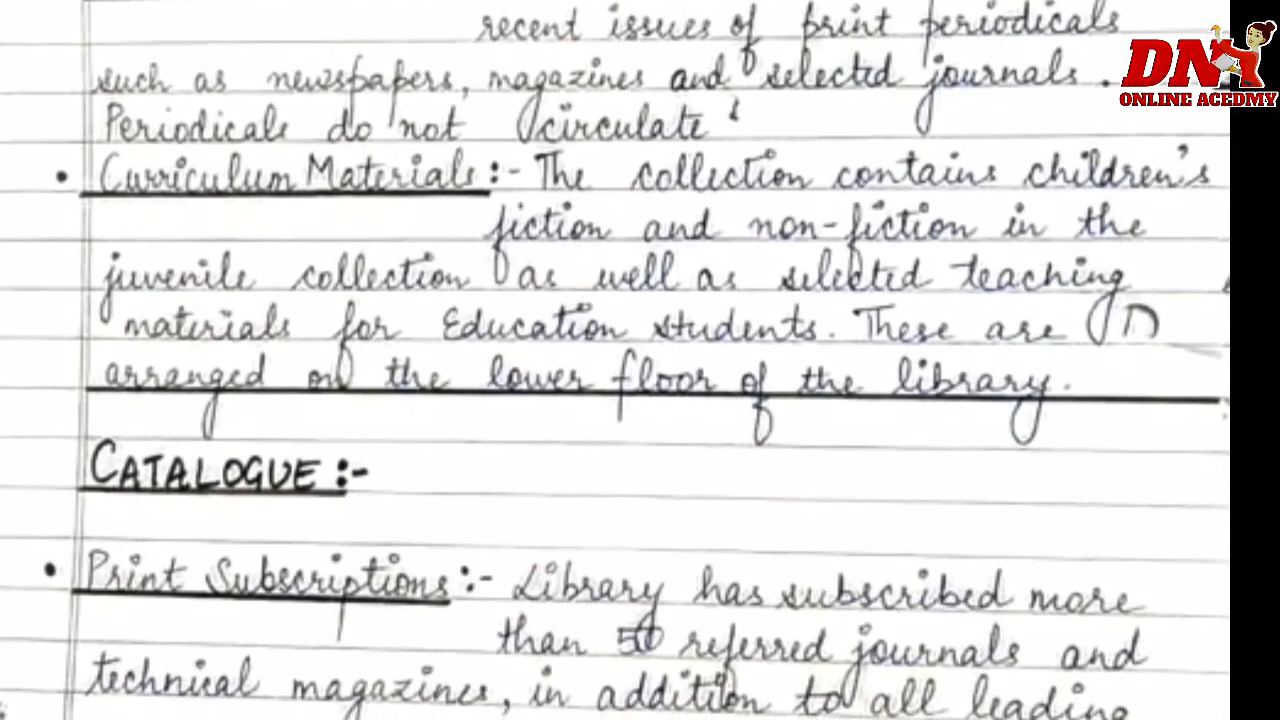 recent issues of print periodicals
such as newspapers, magazines and selected journals.
Periodicals do not circulate
• Curriculum Materials :- The collection contains children's
fiction and non-fiction in the
juvenile collection as well as selected teaching
materials for Education students. These are
arranged on the lower floor of the library.
CATALOGUE :-
• Print Subscriptions :- Library has subscribed more
than referred journals and
technical magazines, in addition to all leading
DN
ONLINE ACEDMY